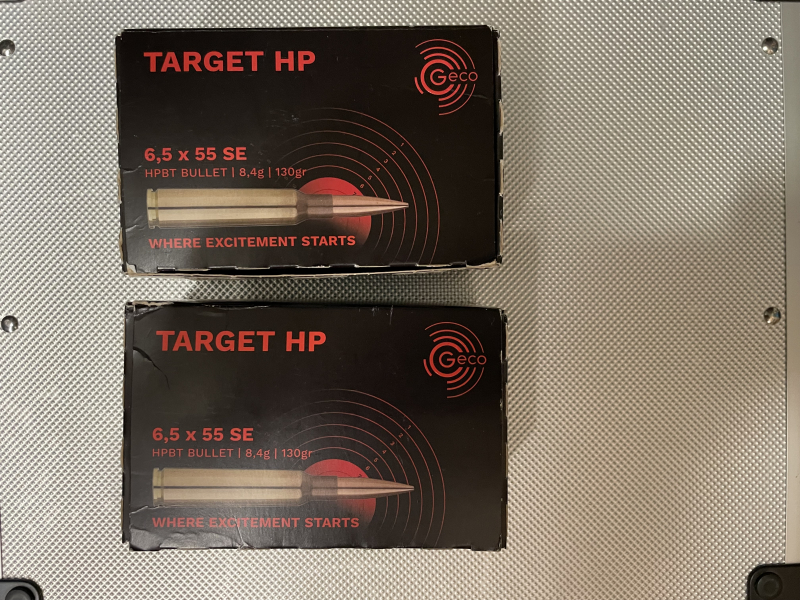 TARGET HP
Geco
6,5 x 55 SE
HPBT BULLET | 8,4g | 130gr
WHERE EXCITEMENT STARTS
TARGET HP
Geco
6,5 x 55 SE
HPBT BULLET | 8,4g | 130gr
WHERE EXCITEMENT STARTS